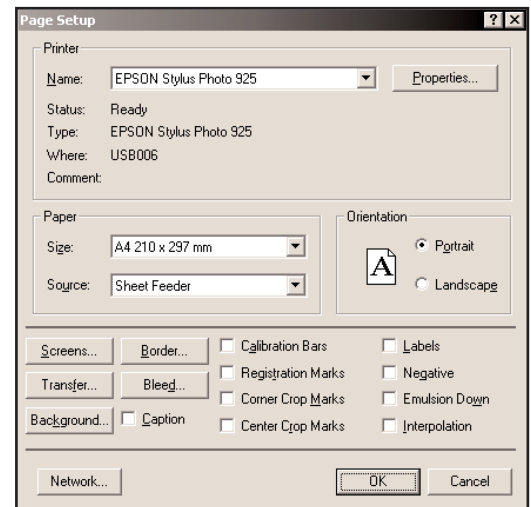 Page Setup
Printer
Name: EPSON Stylus Photo 925 Properties...
Status: Ready
Type: EPSON Stylus Photo 925
Where: USB006
Comment:
Paper
Size: A4 210 x 297 mm
Source: Sheet Feeder
Orientation
A
Portrait
Landscape
Screens... Border... Calibration Bars Labels
Transfer... Bleed... Registration Marks Negative
Corner Crop Marks Emulsion Down
Background... Caption Center Crop Marks Interpolation
Network... OK Cancel